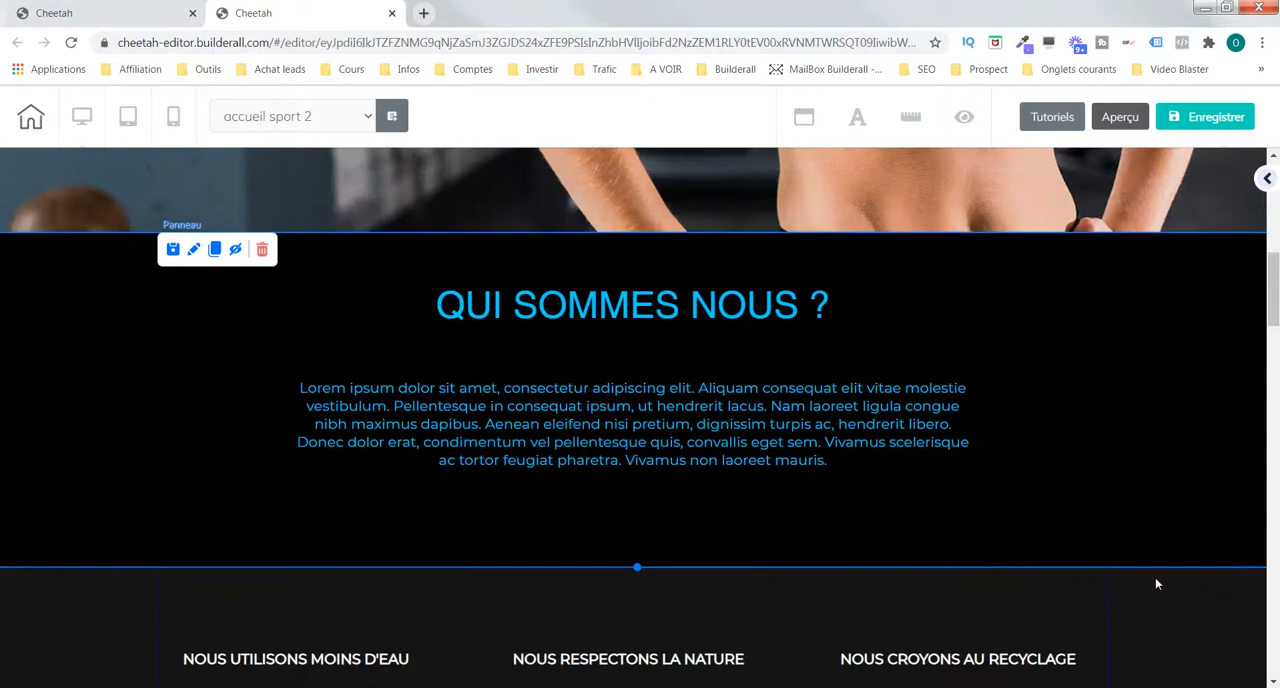 Cheetah
Cheetah
cheetah-editor.builderall.com/#/editor/eyJpdiI6IkJTZFZNMG9qNjZaSmJ3ZGlDS24cZFE9PSIsInZhbHVlIjoibFd2NzZEM1RLY0tEV00xRVNMTWRSQT09IiwibW...
Applications
Affiliation
Outils
Achat leads
Cours
Infos
Comptes
Investir
Trafic
A VOIR
Builderall
MailBox Builderall -...
SEO
Prospect
Onglets courants
Video Blaster
accueil sport 2
Tutoriels
Aperçu
Enregistrer
Panneau
QUI SOMMES NOUS ?
Lorem ipsum dolor sit amet, consectetur adipiscing elit. Aliquam consequat elit vitae molestie
vestibulum. Pellentesque in consequat ipsum, ut hendrerit lacus. Nam laoreet ligula congue
nibh maximus dapibus. Aenean eleifend nisi pretium, dignissim turpis ac, hendrerit libero.
Donec dolor erat, condimentum vel pellentesque quis, convallis eget sem. Vivamus scelerisque
ac tortor feugiat pharetra. Vivamus non laoreet mauris.
NOUS UTILISONS MOINS D'EAU
NOUS RESPECTONS LA NATURE
NOUS CROYONS AU RECYCLAGE